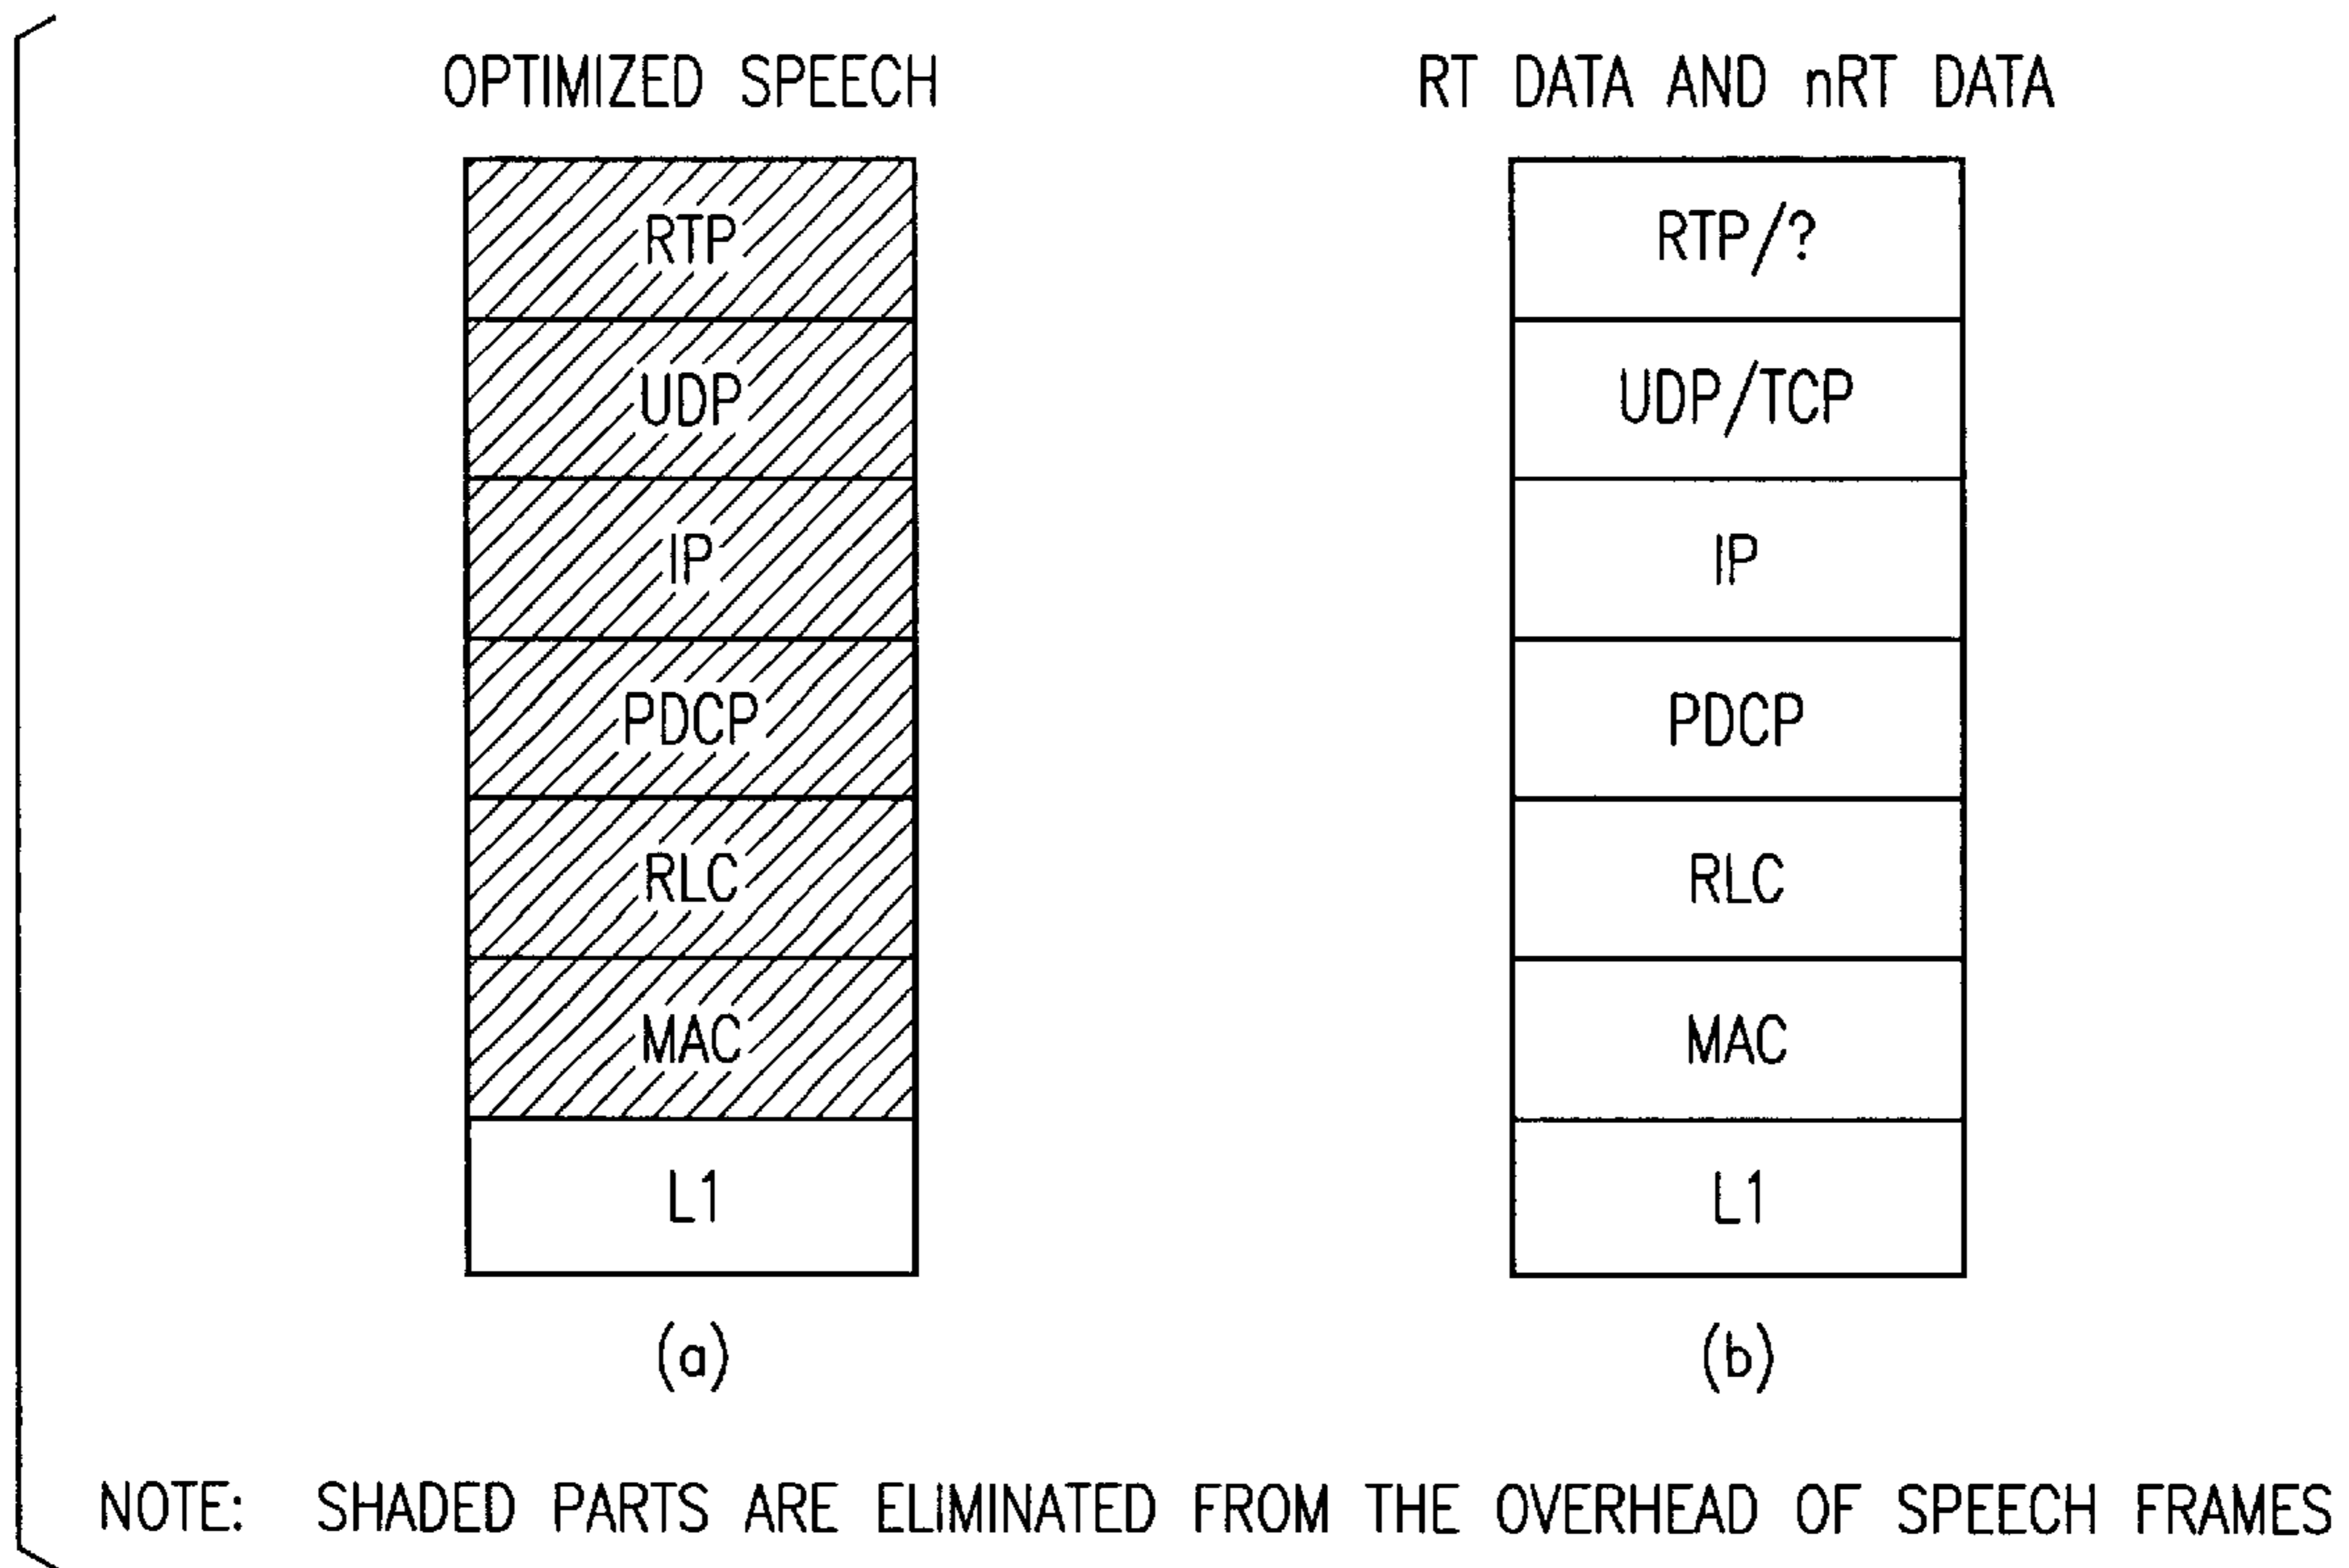 OPTIMIZED SPEECH
RTP
UDP
IP
PDCP
RLC
MAC
L1
(a)
RT DATA AND nRT DATA
RTP/?
UDP/TCP
IP
PDCP
RLC
MAC
L1
(b)
NOTE: SHADED PARTS ARE ELIMINATED FROM THE OVERHEAD OF SPEECH FRAMES